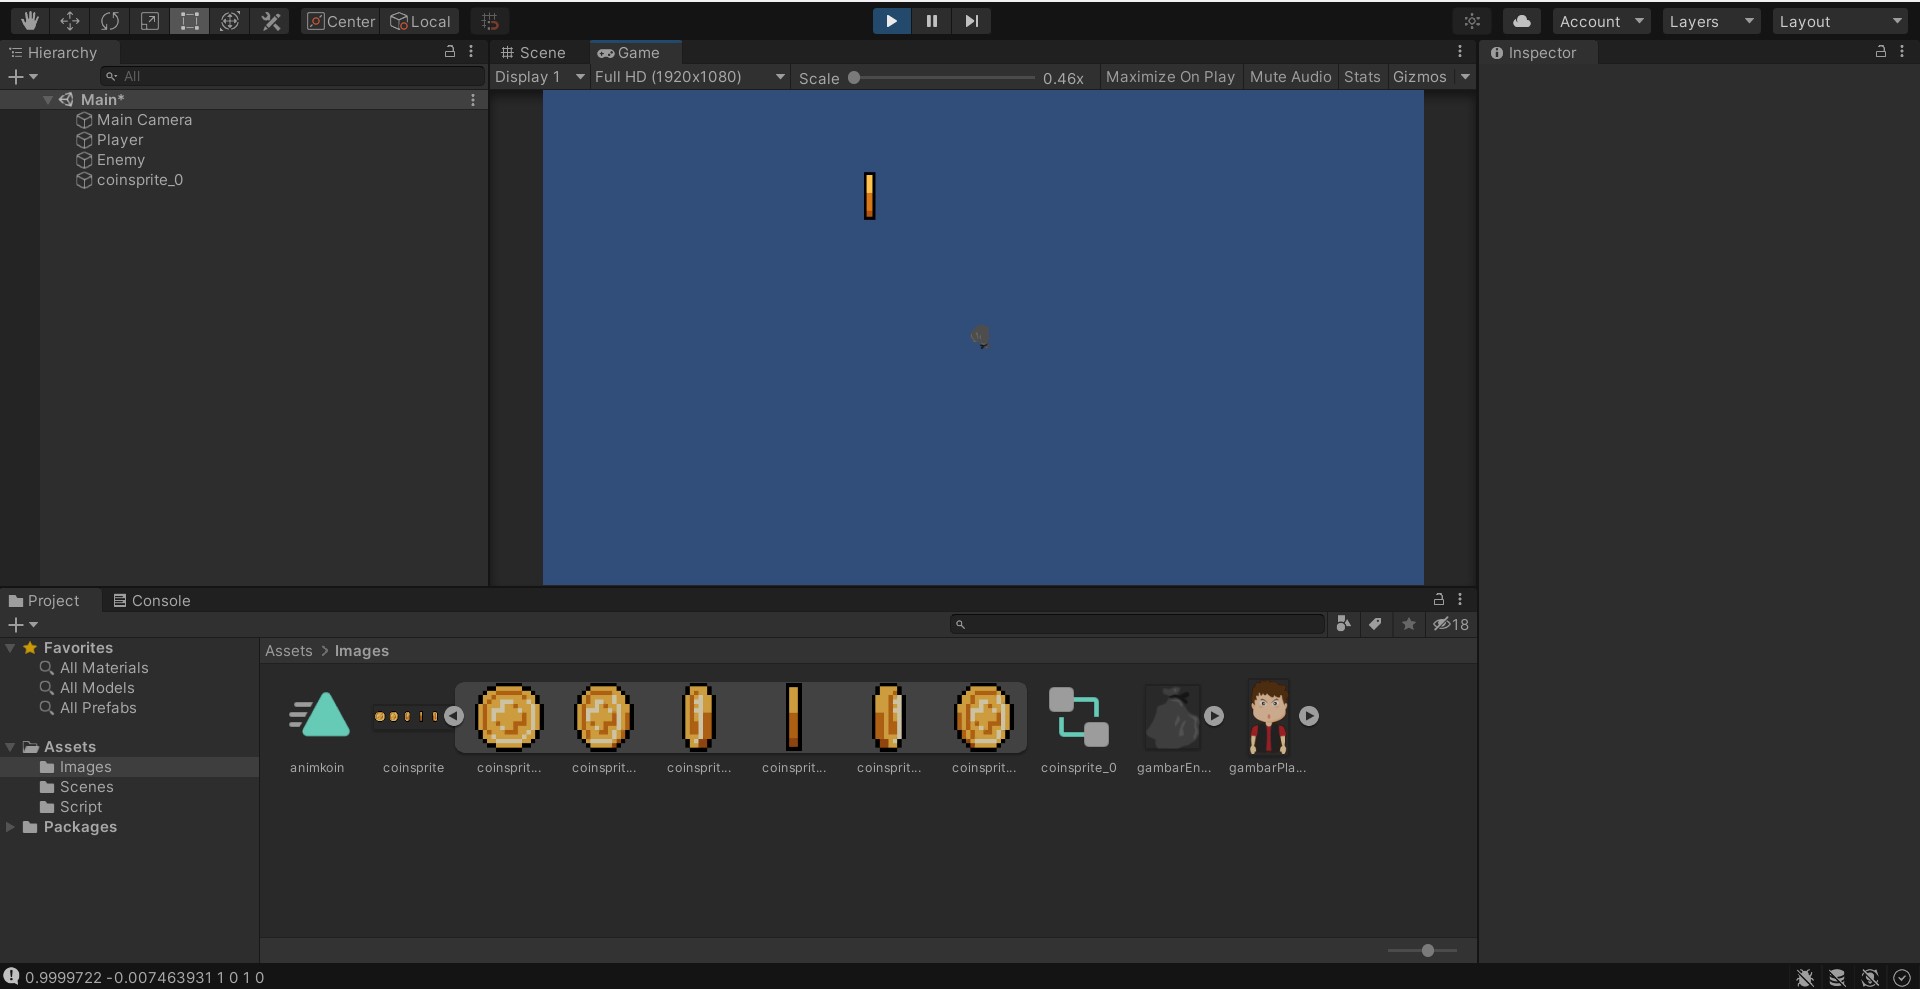 Center Local Account Layers Layout
Hierarchy
All
Main*
Main Camera
Player
Enemy
coinsprite_0
Scene Game
Display 1 Full HD (1920x1080) Scale 0.46x Maximize On Play Mute Audio Stats Gizmos
Inspector
Project Console
18
Favorites
All Materials
All Models
All Prefabs
Assets
Images
Scenes
Script
Packages
Assets > Images
animkoin coinsprite coinsprit... coinsprit... coinsprit... coinsprit... coinsprit... coinsprit... coinsprite_0 gambarEn... gambarPla...
0.9999722 -0.007463931 1 0 1 0